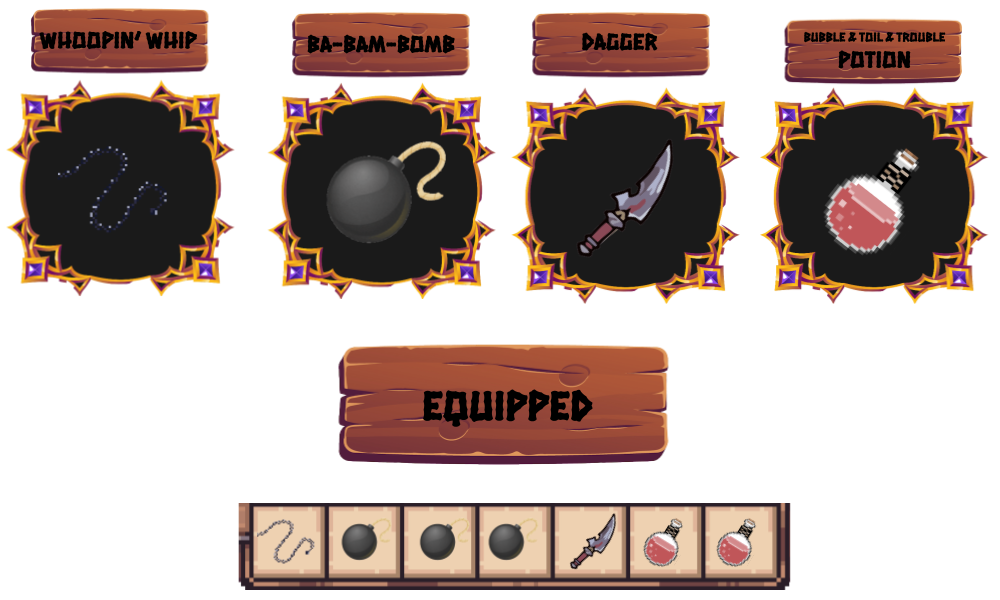 WHOOPIN' WHIP
BA-BAM-BOMB
DAGGER
BUBBLE & TOIL & TROUBLE
POTION
EQUIPPED